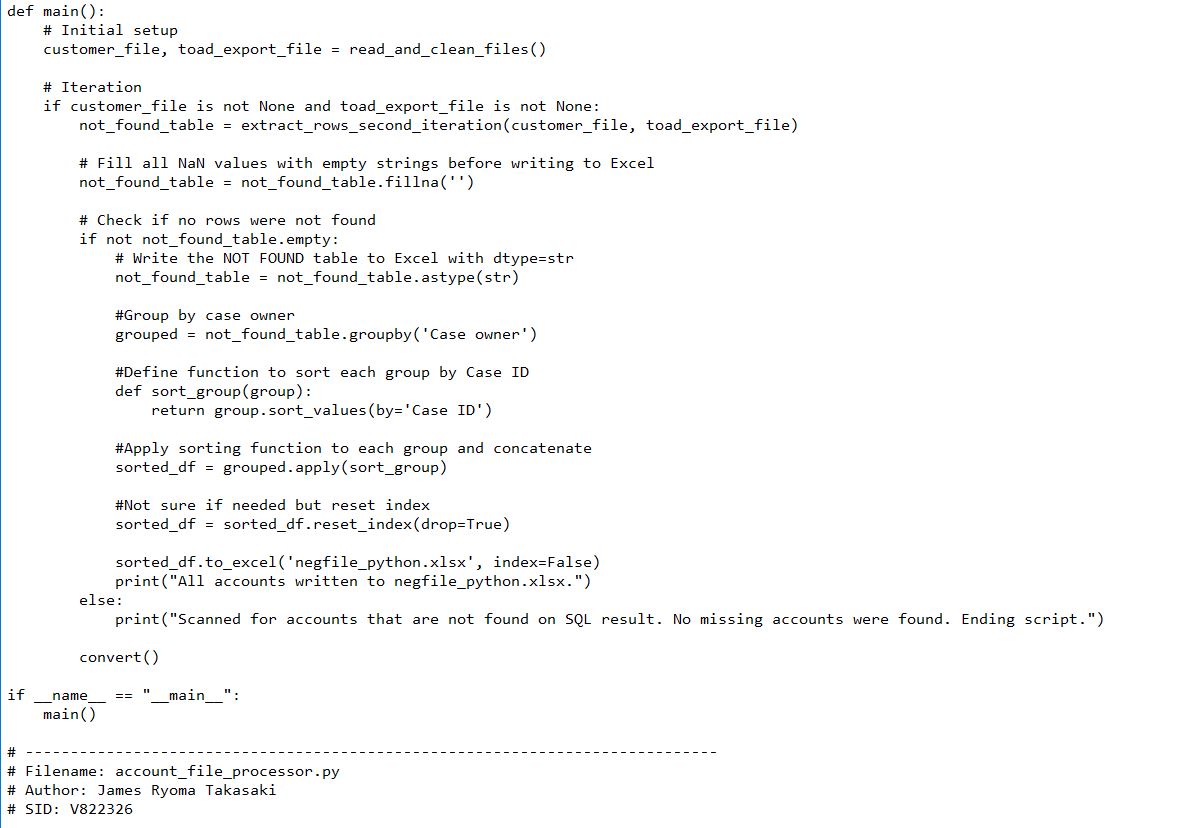 def main():
    # Initial setup
    customer_file, toad_export_file = read_and_clean_files()

    # Iteration
    if customer_file is not None and toad_export_file is not None:
        not_found_table = extract_rows_second_iteration(customer_file, toad_export_file)

        # Fill all NaN values with empty strings before writing to Excel
        not_found_table = not_found_table.fillna('')

        # Check if no rows were not found
        if not not_found_table.empty:
            # Write the NOT FOUND table to Excel with dtype=str
            not_found_table = not_found_table.astype(str)

            #Group by case owner
            grouped = not_found_table.groupby('Case owner')

            #Define function to sort each group by Case ID
            def sort_group(group):
                return group.sort_values(by='Case ID')

            #Apply sorting function to each group and concatenate
            sorted_df = grouped.apply(sort_group)

            #Not sure if needed but reset index
            sorted_df = sorted_df.reset_index(drop=True)

            sorted_df.to_excel('negfile_python.xlsx', index=False)
            print("All accounts written to negfile_python.xlsx.")
        else:
            print("Scanned for accounts that are not found on SQL result. No missing accounts were found. Ending script.")

        convert()

if __name__ == "__main__":
    main()

# -----------------------------------------------------------------------------
# Filename: account_file_processor.py
# Author: James Ryoma Takasaki
# SID: V822326